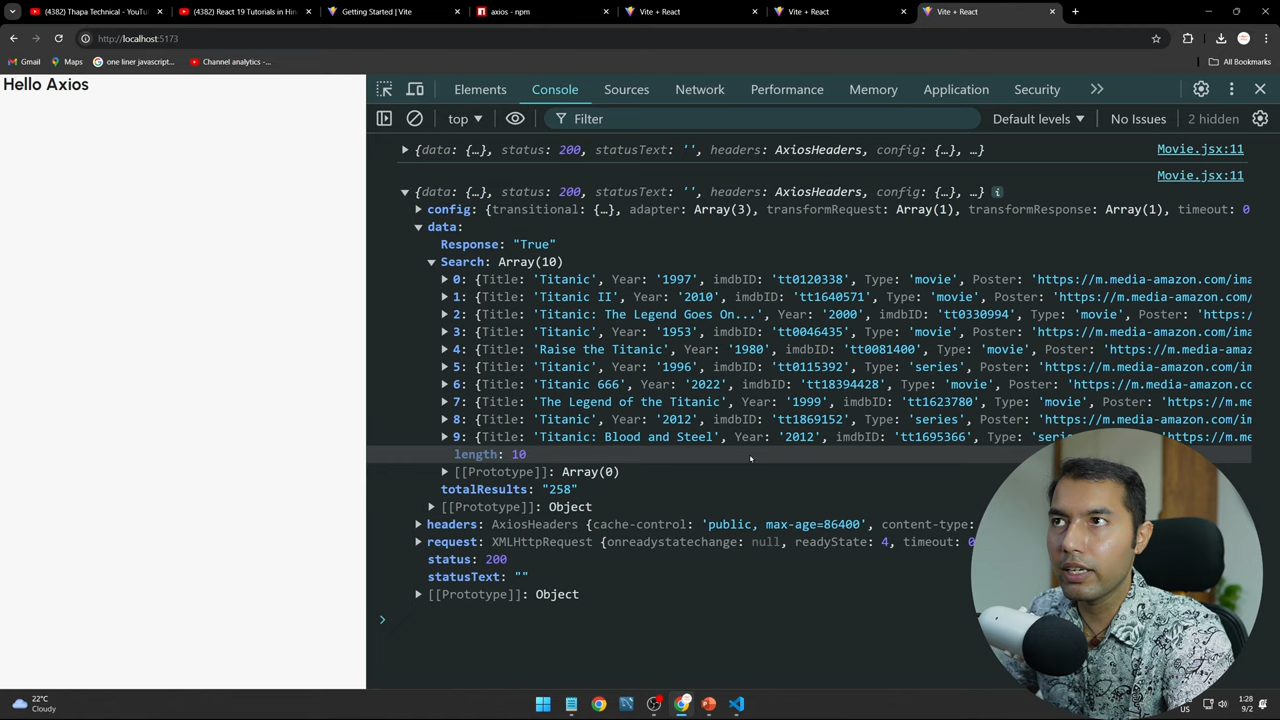 (4382) Thapa Technical - YouTu
(4382) React 19 Tutorials in Hin
Getting Started | Vite
axios - npm
Vite + React
Vite + React
Vite + React
http://localhost:5173
Gmail
Maps
one liner javascript...
Channel analytics -...
All Bookmarks
Hello Axios
Elements
Console
Sources
Network
Performance
Memory
Application
Security
top
Filter
Default levels
No Issues
2 hidden
{data: {…}, status: 200, statusText: '', headers: AxiosHeaders, config: {…}, …}
Movie.jsx:11
Movie.jsx:11
{data: {…}, status: 200, statusText: '', headers: AxiosHeaders, config: {…}, …} i
config: {transitional: {…}, adapter: Array(3), transformRequest: Array(1), transformResponse: Array(1), timeout: 0
data:
Response: "True"
Search: Array(10)
0: {Title: 'Titanic', Year: '1997', imdbID: 'tt0120338', Type: 'movie', Poster: 'https://m.media-amazon.com/ima
1: {Title: 'Titanic II', Year: '2010', imdbID: 'tt1640571', Type: 'movie', Poster: 'https://m.media-amazon.com/
2: {Title: 'Titanic: The Legend Goes On...', Year: '2000', imdbID: 'tt0330994', Type: 'movie', Poster: 'https:/
3: {Title: 'Titanic', Year: '1953', imdbID: 'tt0046435', Type: 'movie', Poster: 'https://m.media-amazon.com/ima
4: {Title: 'Raise the Titanic', Year: '1980', imdbID: 'tt0081400', Type: 'movie', Poster: 'https://m.media-amaz
5: {Title: 'Titanic', Year: '1996', imdbID: 'tt0115392', Type: 'series', Poster: 'https://m.media-amazon.com/im
6: {Title: 'Titanic 666', Year: '2022', imdbID: 'tt18394428', Type: 'movie', Poster: 'https://m.media-amazon.co
7: {Title: 'The Legend of the Titanic', Year: '1999', imdbID: 'tt1623780', Type: 'movie', Poster: 'https://m.me
8: {Title: 'Titanic', Year: '2012', imdbID: 'tt1869152', Type: 'series', Poster: 'https://m.media-amazon.com/im
9: {Title: 'Titanic: Blood and Steel', Year: '2012', imdbID: 'tt1695366', Type: 'series', Poster: 'https://m.me
length: 10
[[Prototype]]: Array(0)
totalResults: "258"
[[Prototype]]: Object
headers: AxiosHeaders {cache-control: 'public, max-age=86400', content-type:
request: XMLHttpRequest {onreadystatechange: null, readyState: 4, timeout: 0
status: 200
statusText: ""
[[Prototype]]: Object
22°C
Cloudy
US
1:28
9/2